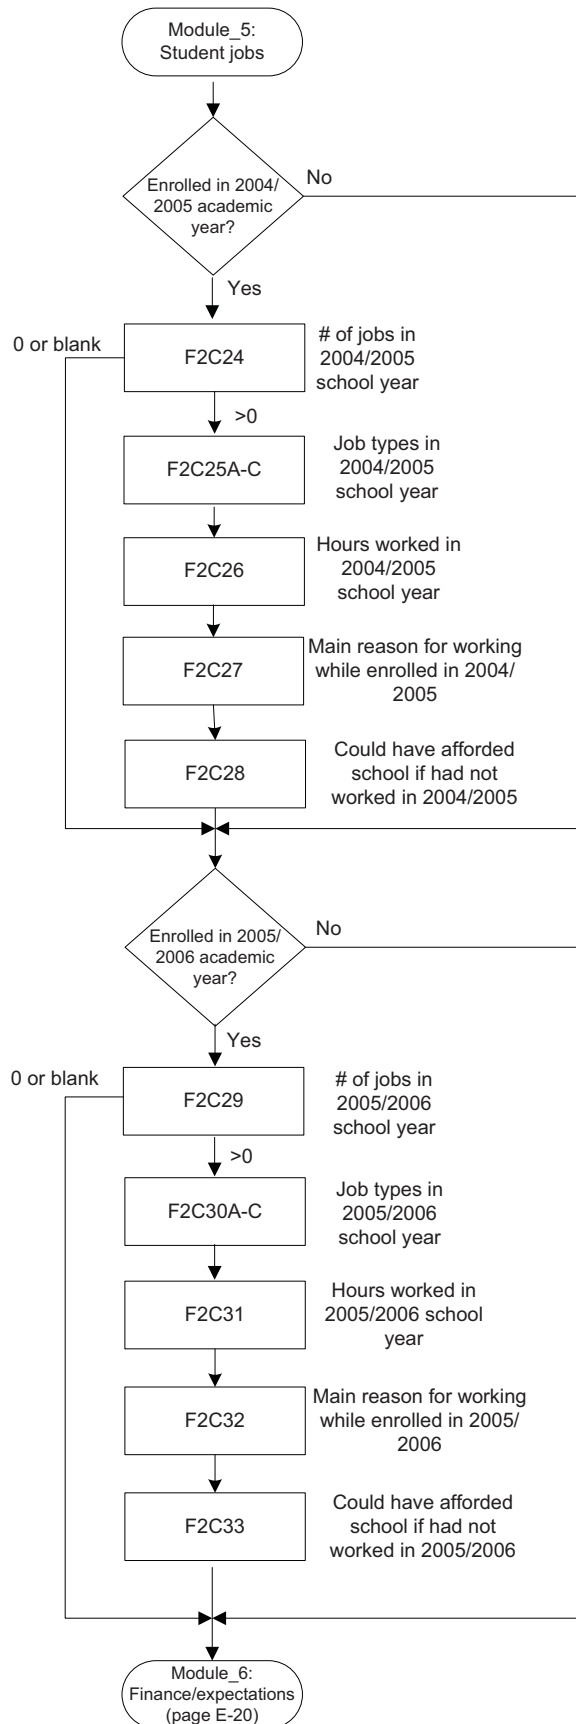 Module_5:
Student jobs
Enrolled in 2004/
2005 academic
year?
No
Yes
0 or blank
F2C24
# of jobs in
2004/2005
school year
>0
F2C25A-C
Job types in
2004/2005
school year
F2C26
Hours worked in
2004/2005
school year
F2C27
Main reason for working
while enrolled in 2004/
2005
F2C28
Could have afforded
school if had not
worked in 2004/2005
Enrolled in 2005/
2006 academic
year?
No
Yes
0 or blank
F2C29
# of jobs in
2005/2006
school year
>0
F2C30A-C
Job types in
2005/2006
school year
F2C31
Hours worked in
2005/2006 school
year
F2C32
Main reason for working
while enrolled in 2005/
2006
F2C33
Could have afforded
school if had not
worked in 2005/2006
Module_6:
Finance/expectations
(page E-20)